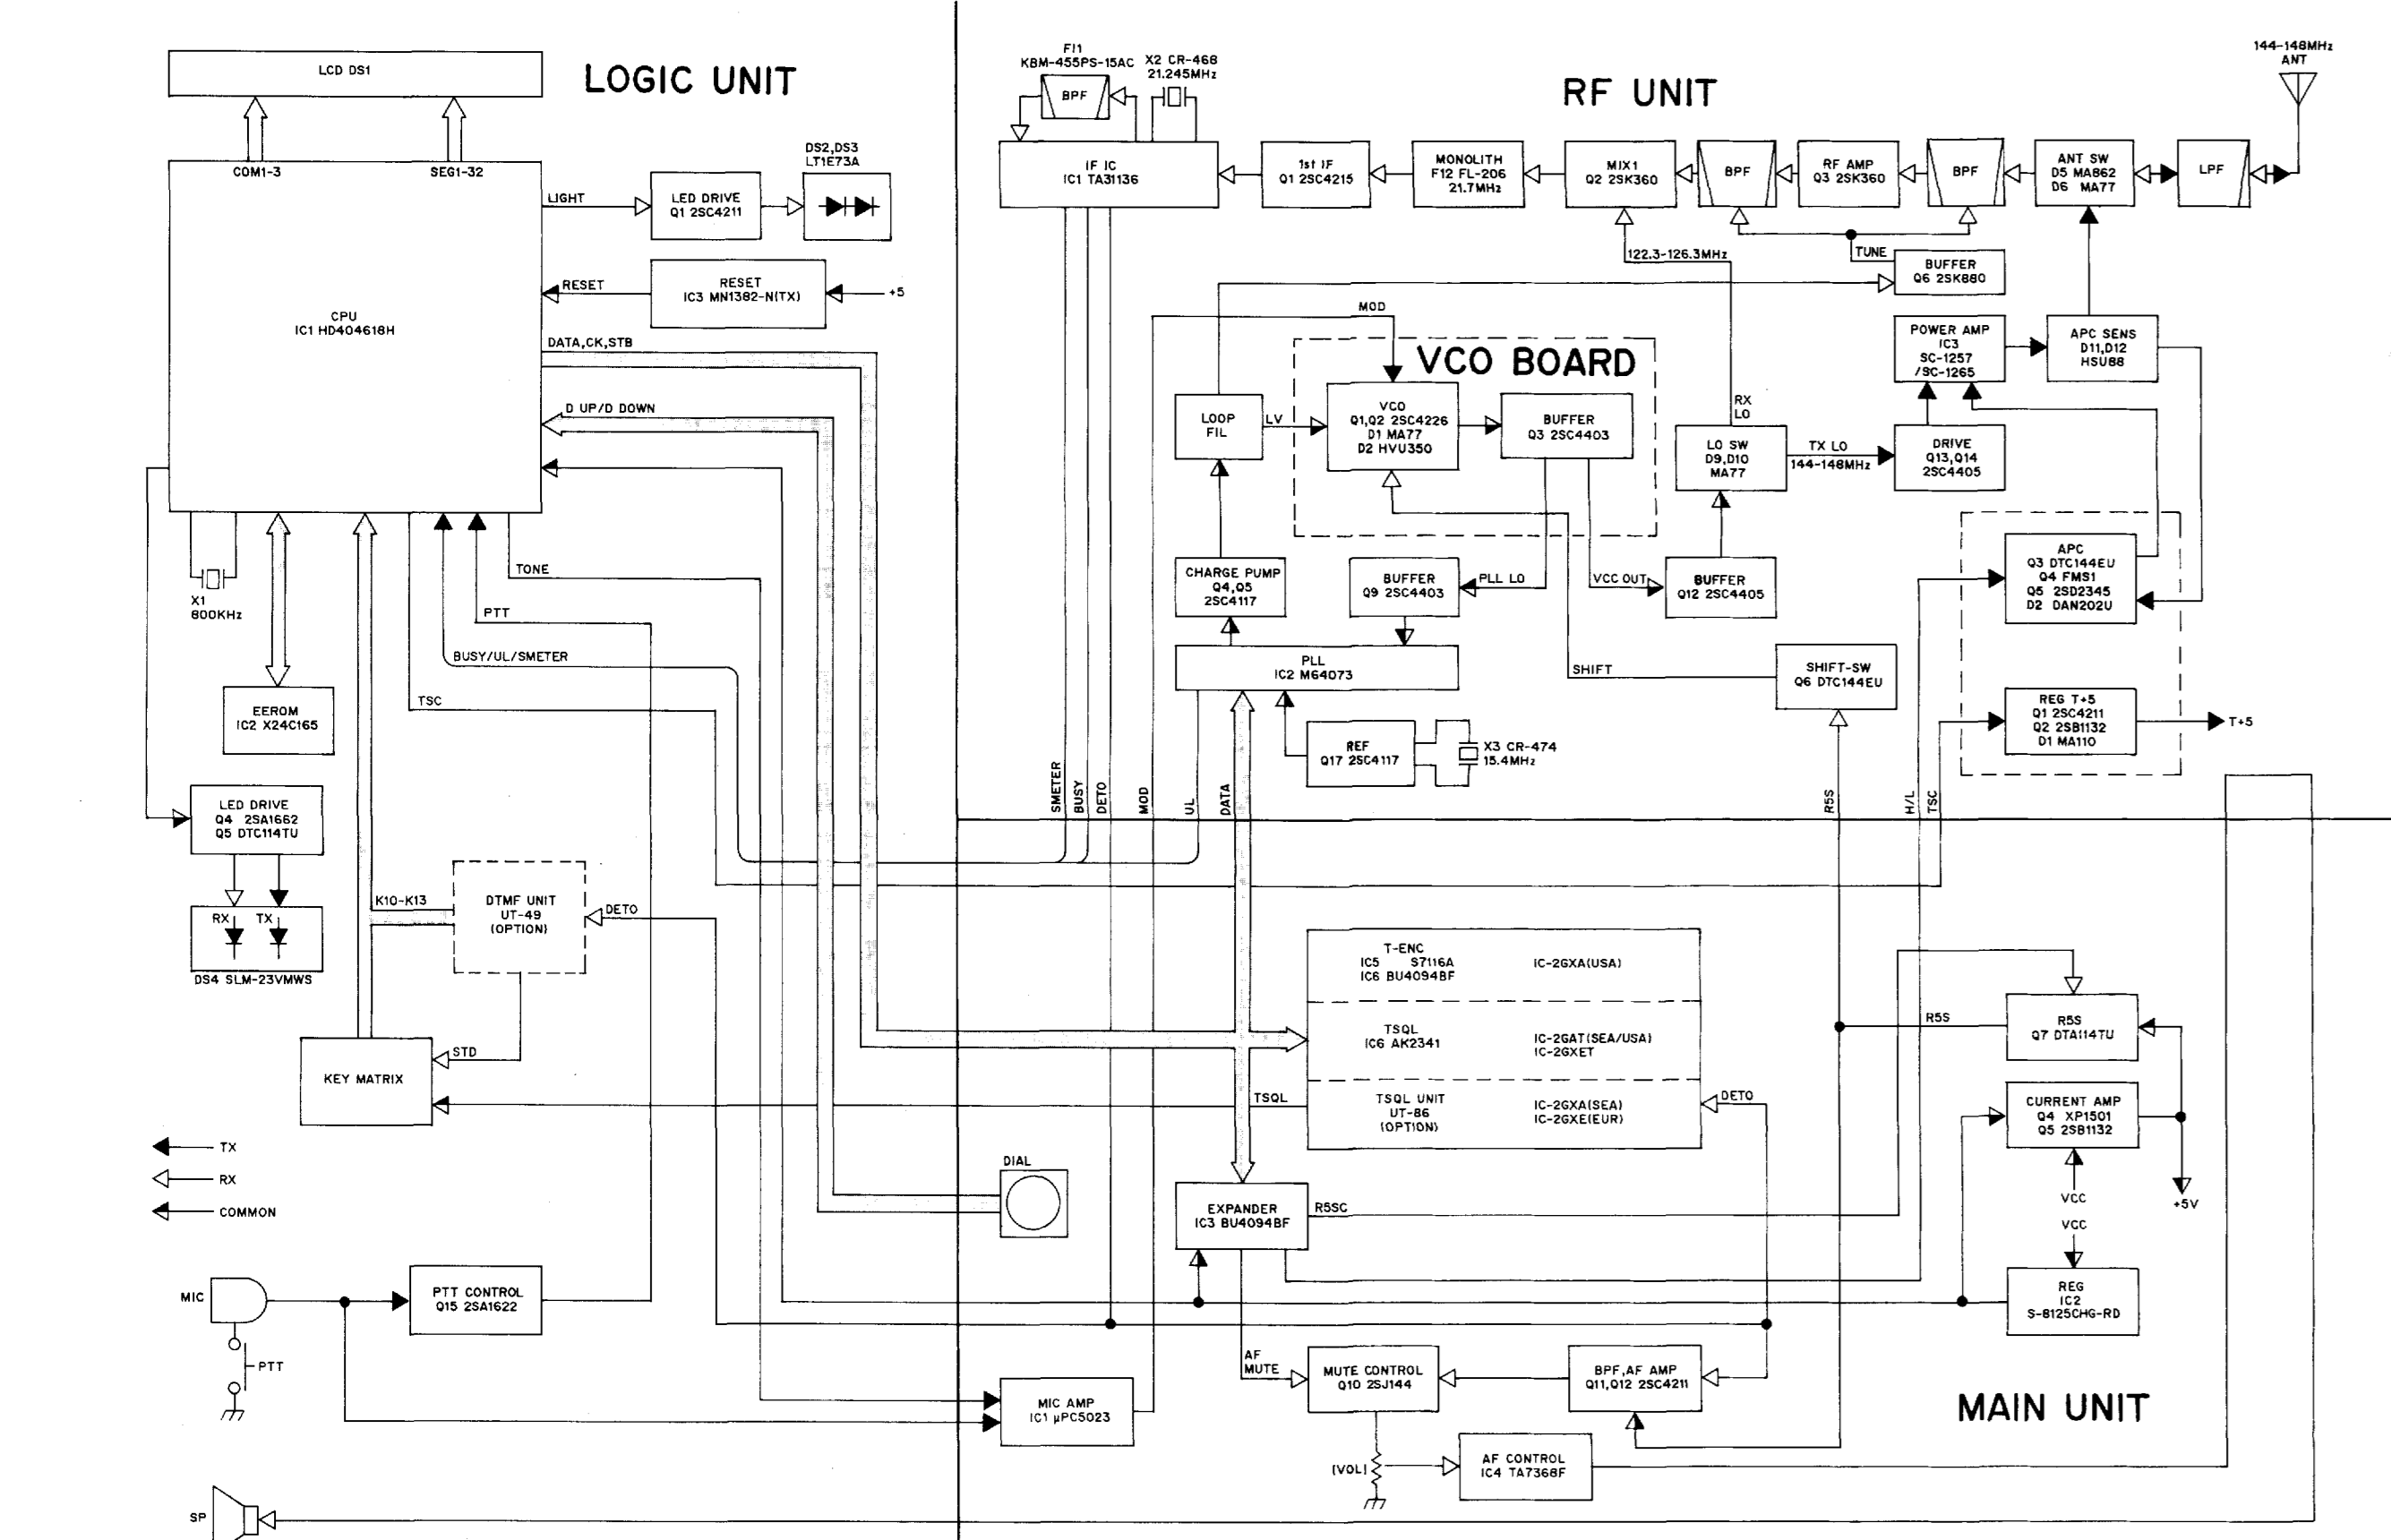 LOGIC UNIT
LCD DS1
COM1-3
SEG1-32
CPU
IC1 HD404618H
LIGHT
LED DRIVE
Q1 2SC4211
DS2,DS3
LT1E73A
RESET
RESET
IC3 MN1382-N(TX)
+5
DATA,CK,STB
D UP/D DOWN
X1
800KHz
TONE
PTT
BUSY/UL/SMETER
TSC
EEROM
IC2 X24C165
LED DRIVE
Q4 2SA1662
Q5 DTC114TU
RX
TX
DS4 SLM-23VMWS
K10-K13
DTMF UNIT
UT-49
(OPTION)
DETO
STD
KEY MATRIX
TX
RX
COMMON
MIC
PTT CONTROL
Q15 2SA1622
PTT
SP
RF UNIT
FI1
KBM-455PS-15AC
BPF
X2 CR-468
21.245MHz
144-148MHz
ANT
IF IC
IC1 TA31136
1st IF
Q1 2SC4215
MONOLITH
F12 FL-206
21.7MHz
MIX1
Q2 2SK360
BPF
RF AMP
Q3 2SK360
BPF
ANT SW
D5 MA862
D6 MA77
LPF
122.3-126.3MHz
TUNE
BUFFER
Q6 2SK880
MOD
VCO BOARD
POWER AMP
IC3
SC-1257
/SC-1265
APC SENS
D11,D12
HSU88
LOOP
FIL
LV
VCO
Q1,Q2 2SC4226
D1 MA77
D2 HVU350
BUFFER
Q3 2SC4403
RX
LO
LO SW
D9,D10
MA77
TX LO
144-148MHz
DRIVE
Q13,Q14
2SC4405
CHARGE PUMP
Q4,Q5
2SC4117
BUFFER
Q9 2SC4403
PLL LO
VCC OUT
BUFFER
Q12 2SC4405
APC
Q3 DTC144EU
Q4 FMS1
Q5 2SD2345
D2 DAN202U
PLL
IC2 M64073
SHIFT
SHIFT-SW
Q6 DTC144EU
REG T+5
Q1 2SC4211
Q2 2SB1132
D1 MA110
T+5
REF
Q17 2SC4117
X3 CR-474
15.4MHz
SMETER
BUSY
DETO
MOD
UL
DATA
R5S
H/L
TSC
T-ENC
IC5 S7116A
IC6 BU4094BF
IC-2GXA(USA)
TSQL
IC6 AK2341
IC-2GAT(SEA/USA)
IC-2GXET
TSQL
TSQL UNIT
UT-86
(OPTION)
IC-2GXA(SEA)
IC-2GXE(EUR)
DETO
R5S
R5S
Q7 DTA114TU
CURRENT AMP
Q4 XP1501
Q5 2SB1132
VCC
VCC
+5V
DIAL
EXPANDER
IC3 BU4094BF
R5SC
REG
IC2
S-8125CHG-RD
AF
MUTE
MUTE CONTROL
Q10 2SJ144
BPF,AF AMP
Q11,Q12 2SC4211
MIC AMP
IC1 µPC5023
MAIN UNIT
(VOL)
AF CONTROL
IC4 TA7368F